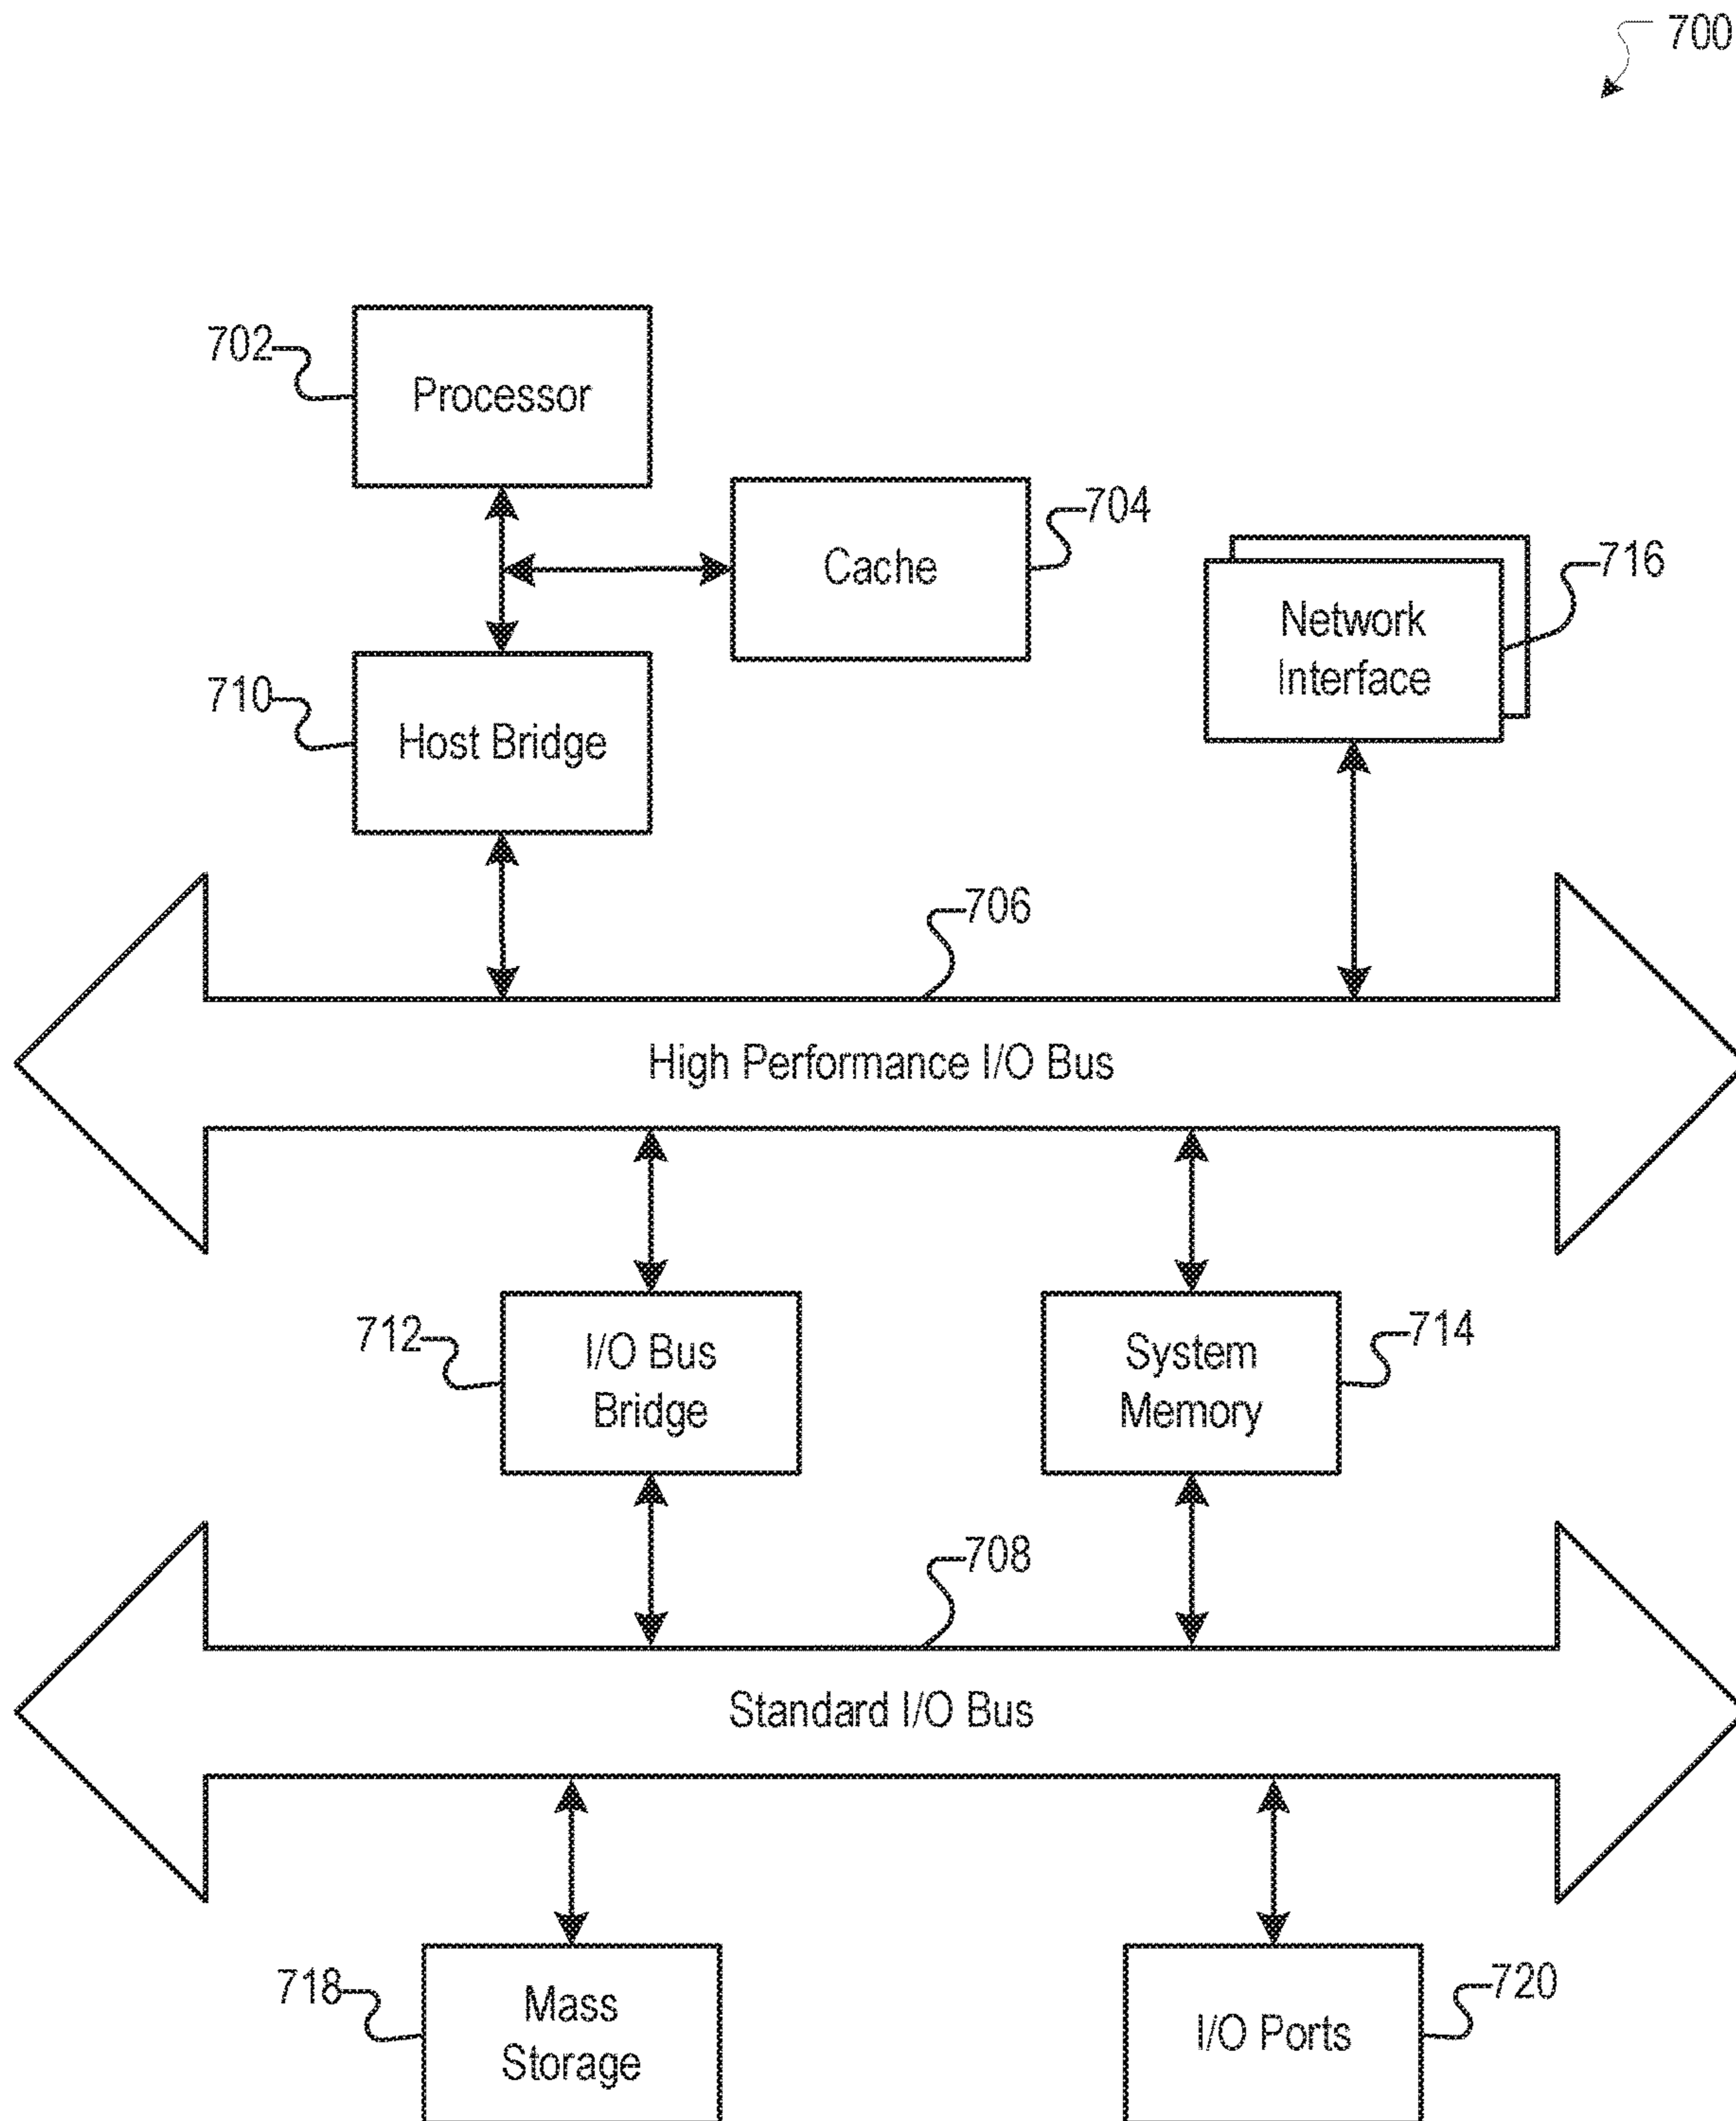 700
702
Processor
704
Cache
716
Network
Interface
710
Host Bridge
706
High Performance I/O Bus
712
I/O Bus
Bridge
System
Memory
714
708
Standard I/O Bus
718
Mass
Storage
I/O Ports
720